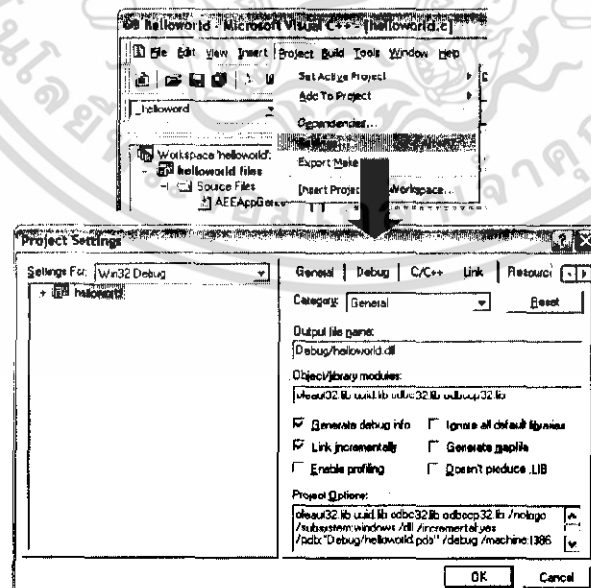 helloworld - Microsoft Visual C++ - [helloworld.c]
File Edit View Insert Project Build Tools Window Help
Set Active Project
Add To Project
_helloword
Dependencies...
Export Make
Workspace 'helloworld':
helloworld files
Insert Project Workspace...
Source Files
AEEAppGen
Project Settings
Settings For: Win32 Debug
helloworld
General Debug C/C++ Link Resourc
Category: General
Reset
Output file name:
Debug/helloworld.dll
Object/library modules:
oleaut32.lib uuid.lib odbc32.lib odbccp32.lib
Generate debug info
Ignore all default libraries
Link incrementally
Generate mapfile
Enable profiling
Doesn't produce .LIB
Project Options:
oleaut32.lib uuid.lib odbc32.lib odbccp32.lib /nologo
/subsystem:windows /dll /incremental:yes
/pdb:"Debug/helloworld.pdb" /debug /machine:I386
OK Cancel